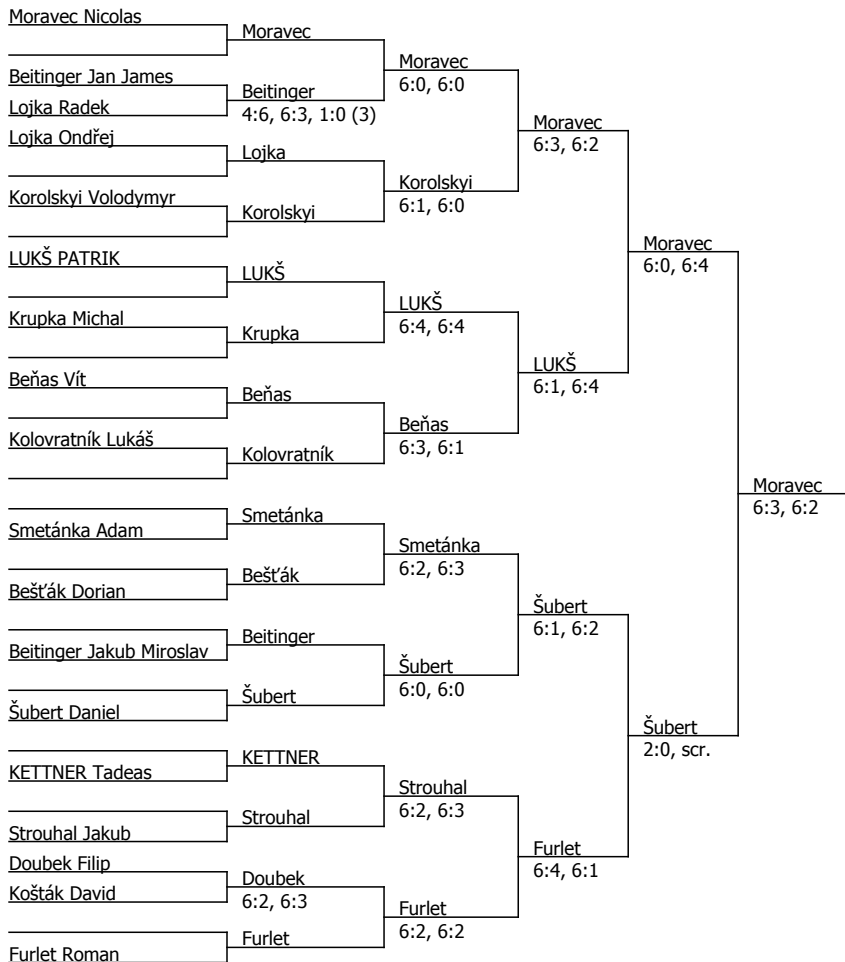 Moravec Nicolas
Beitinger Jan James
Lojka Radek
Lojka Ondřej
Korolskyi Volodymyr
LUKŠ PATRIK
Krupka Michal
Beňas Vít
Kolovratník Lukáš
Smetánka Adam
Bešťák Dorian
Beitinger Jakub Miroslav
Šubert Daniel
KETTNER Tadeas
Strouhal Jakub
Doubek Filip
Košták David
Furlet Roman
Moravec
Beitinger
4:6, 6:3, 1:0 (3)
Lojka
Korolskyi
LUKŠ
Krupka
Beňas
Kolovratník
Smetánka
Bešťák
Beitinger
Šubert
KETTNER
Strouhal
Doubek
6:2, 6:3
Furlet
Moravec
6:0, 6:0
Korolskyi
6:1, 6:0
LUKŠ
6:4, 6:4
Beňas
6:3, 6:1
Smetánka
6:2, 6:3
Šubert
6:0, 6:0
Strouhal
6:2, 6:3
Furlet
6:2, 6:2
Moravec
6:3, 6:2
LUKŠ
6:1, 6:4
Šubert
6:1, 6:2
Furlet
6:4, 6:1
Moravec
6:0, 6:4
Šubert
2:0, scr.
Moravec
6:3, 6:2